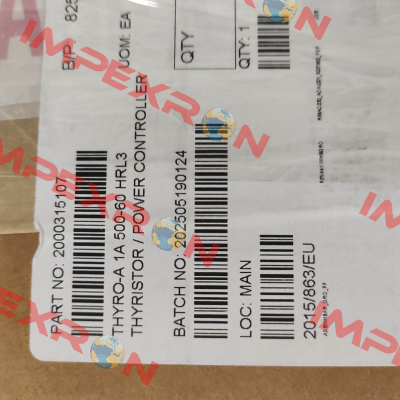 B/P: 825
UOM: EA
QTY
QTY: 1
PART NO: 2000315107
THYRO-A 1A 500-60 HRL3
THYRISTOR / POWER CONTROLLER
BATCH NO: 202505190124
LOC: MAIN
2015/863/EU
IMPEXRON
IMPEXRON
IMPEXRON